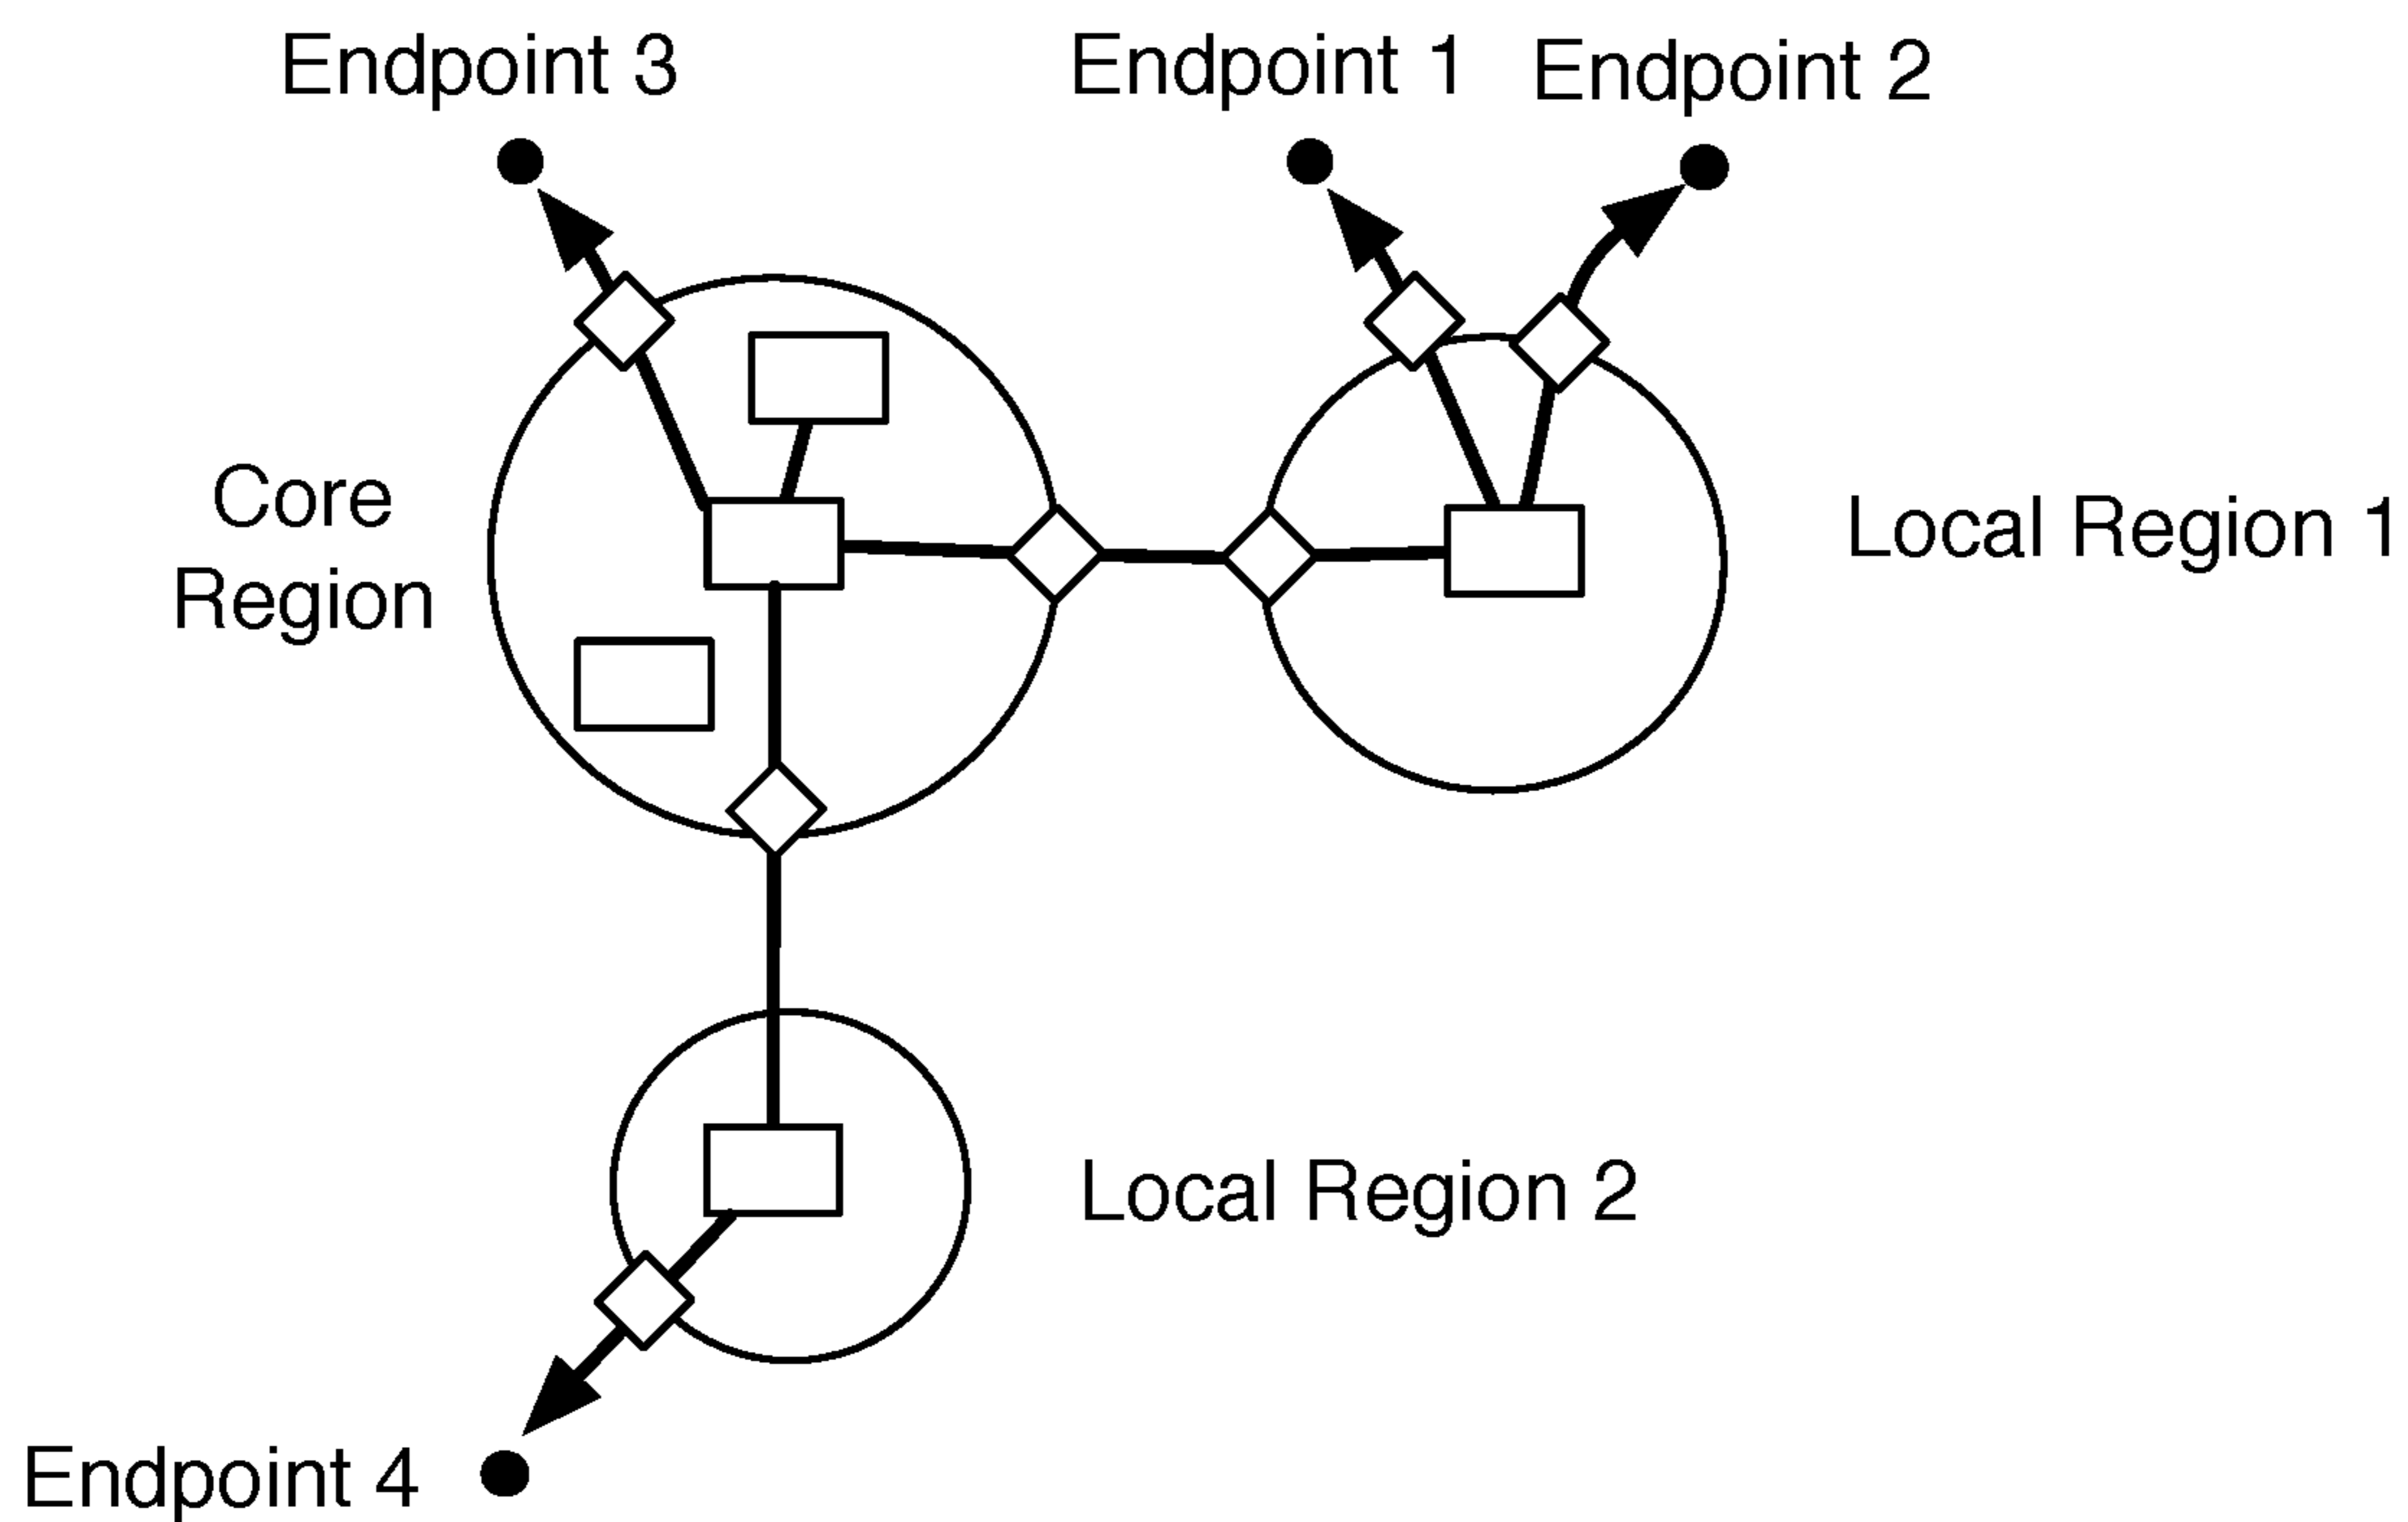 Endpoint 3
Endpoint 1
Endpoint 2
Core
Region
Local Region 1
Local Region 2
Endpoint 4